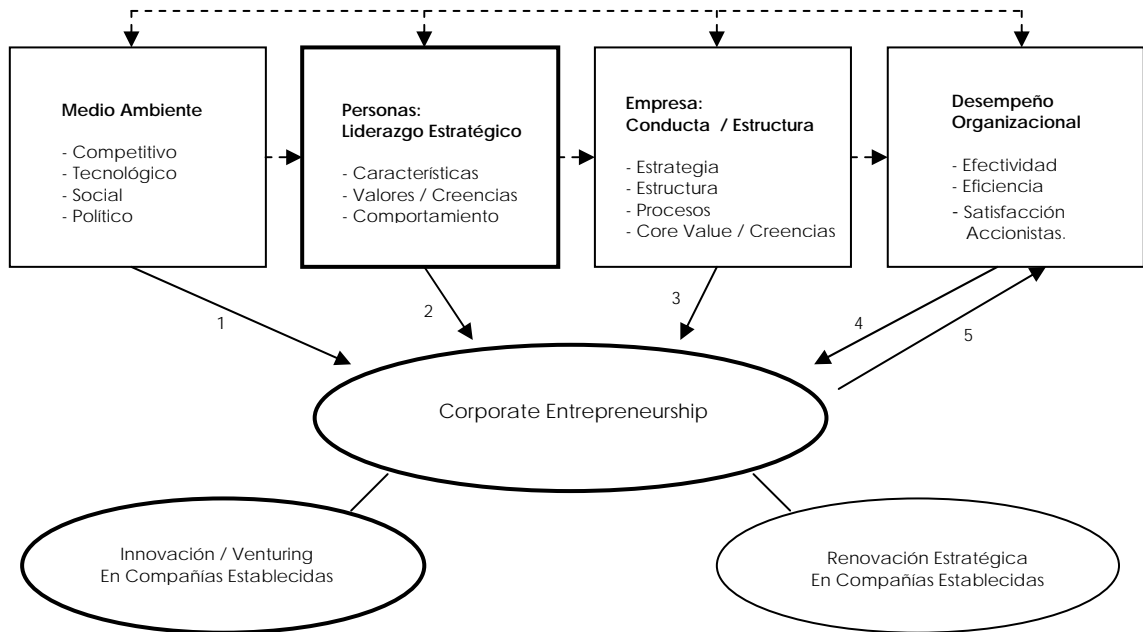 Medio Ambiente
- Competitivo
- Tecnológico
- Social
- Político
Personas:
Liderazgo Estratégico
- Características
- Valores / Creencias
- Comportamiento
Empresa:
Conducta / Estructura
- Estrategia
- Estructura
- Procesos
- Core Value / Creencias
Desempeño
Organizacional
- Efectividad
- Eficiencia
- Satisfacción
Accionistas.
1
2
3
4
5
Corporate Entrepreneurship
Innovación / Venturing
En Compañías Establecidas
Renovación Estratégica
En Compañías Establecidas